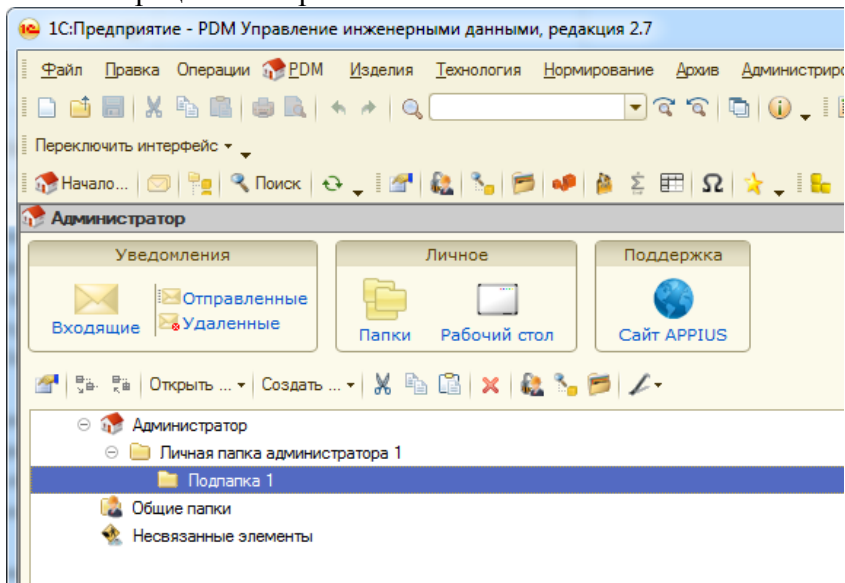 1С:Предприятие - PDM Управление инженерными данными, редакция 2.7
Файл Правка Операции PDM Изделия Технология Нормирование Архив
Переключить интерфейс
Начало... Поиск Σ Ω
Администратор
Уведомления Личное Поддержка
Входящие Отправленные Удаленные Папки Рабочий стол Сайт APPIUS
Открыть ... Создать ...
Администратор
Личная папка администратора 1
Подпапка 1
Общие папки
Несвязанные элементы